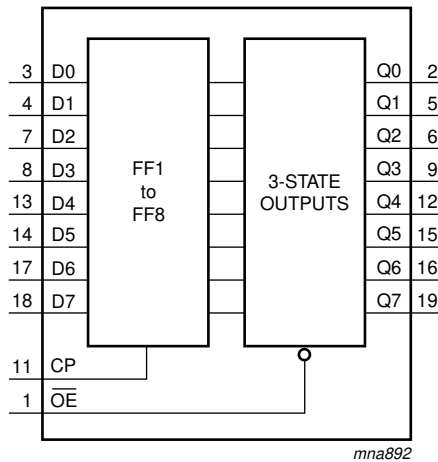 3 D0 Q0 2
4 D1 Q1 5
7 D2 Q2 6
8 D3 FF1 Q3 9
to 3-STATE
13 D4 FF8 OUTPUTS Q4 12
14 D5 Q5 15
17 D6 Q6 16
18 D7 Q7 19
11 CP
1 O̅E̅
mna892